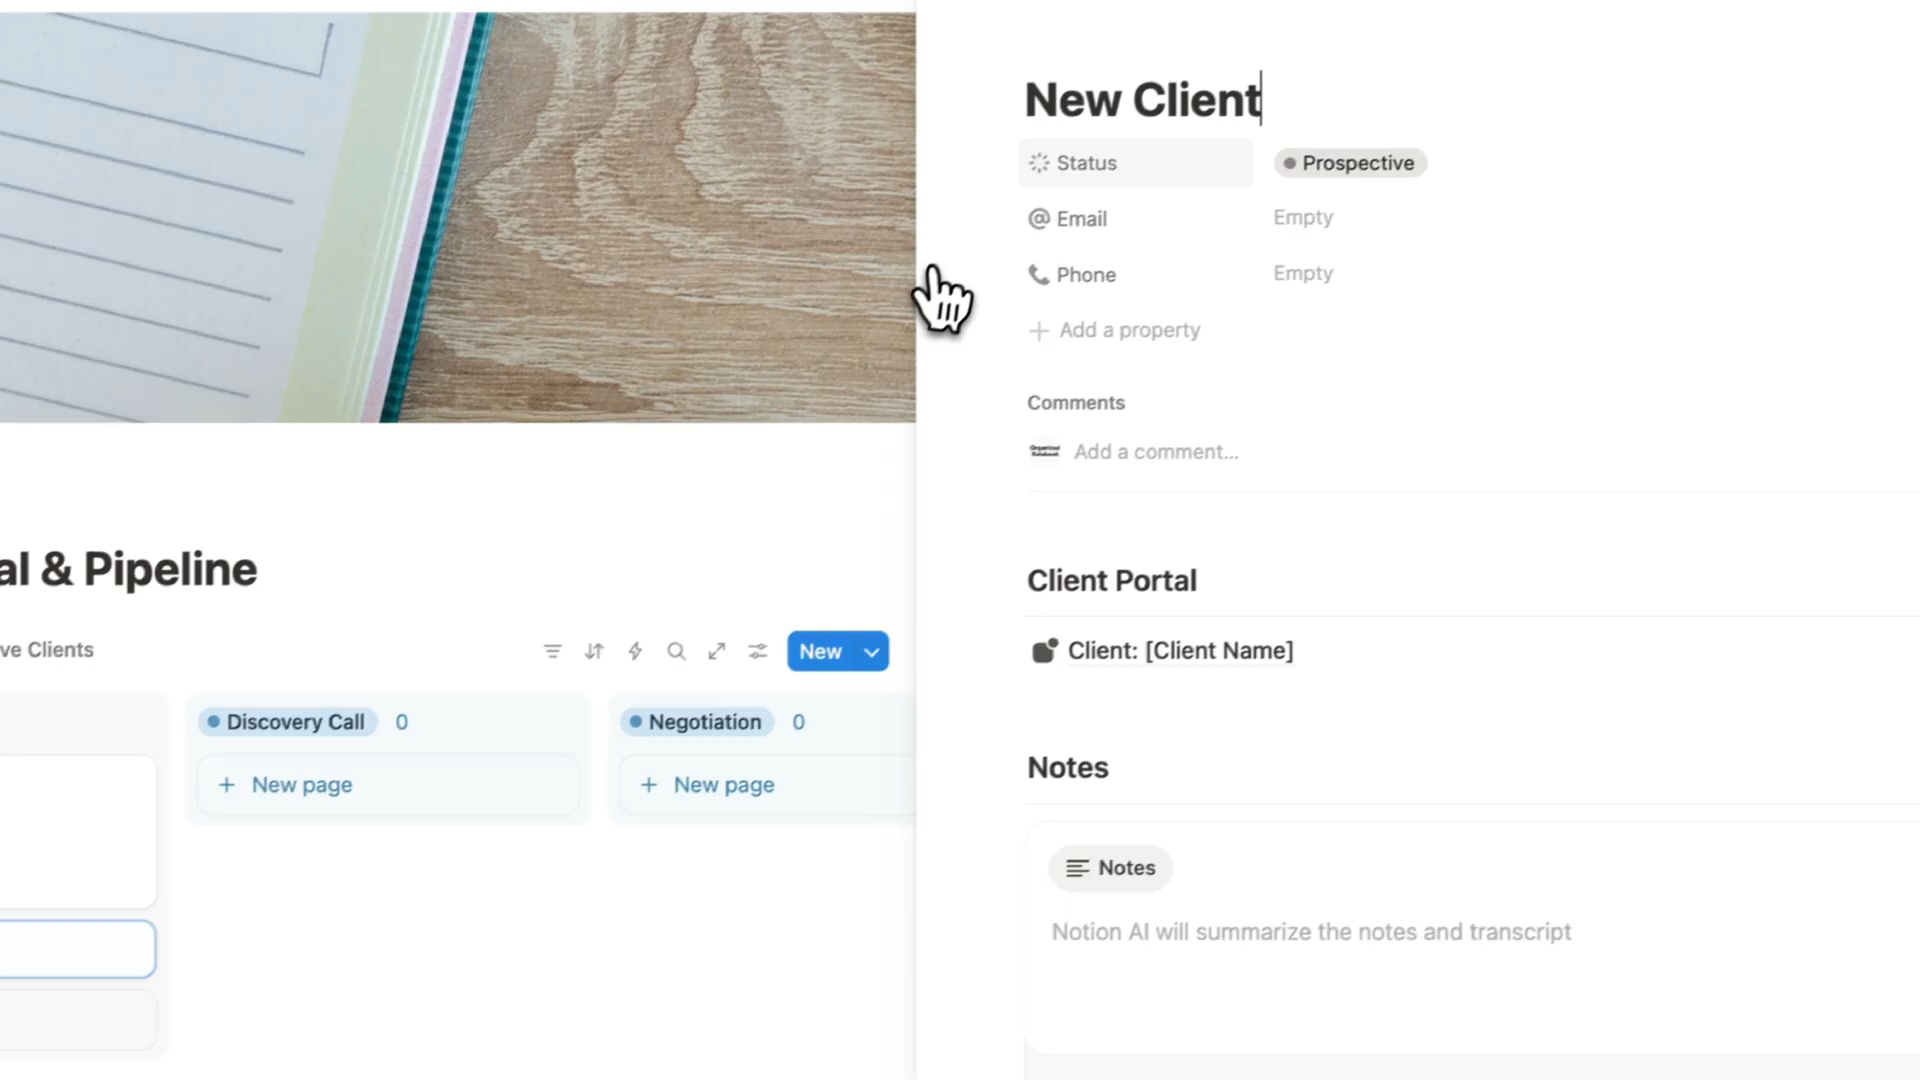 al & Pipeline
ve Clients
New
Discovery Call 0
Negotiation 0
+ New page
+ New page
New Client
Status Prospective
@ Email Empty
Phone Empty
+ Add a property
Comments
Organized Notebook
Add a comment...
Client Portal
Client: [Client Name]
Notes
Notes
Notion AI will summarize the notes and transcript